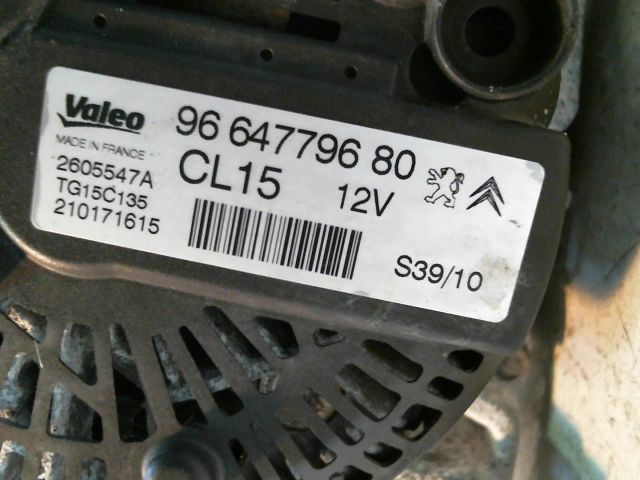 Valeo
MADE IN FRANCE
2605547A
TG15C135
210171615
96 647796 80
CL15 12V
S39/10